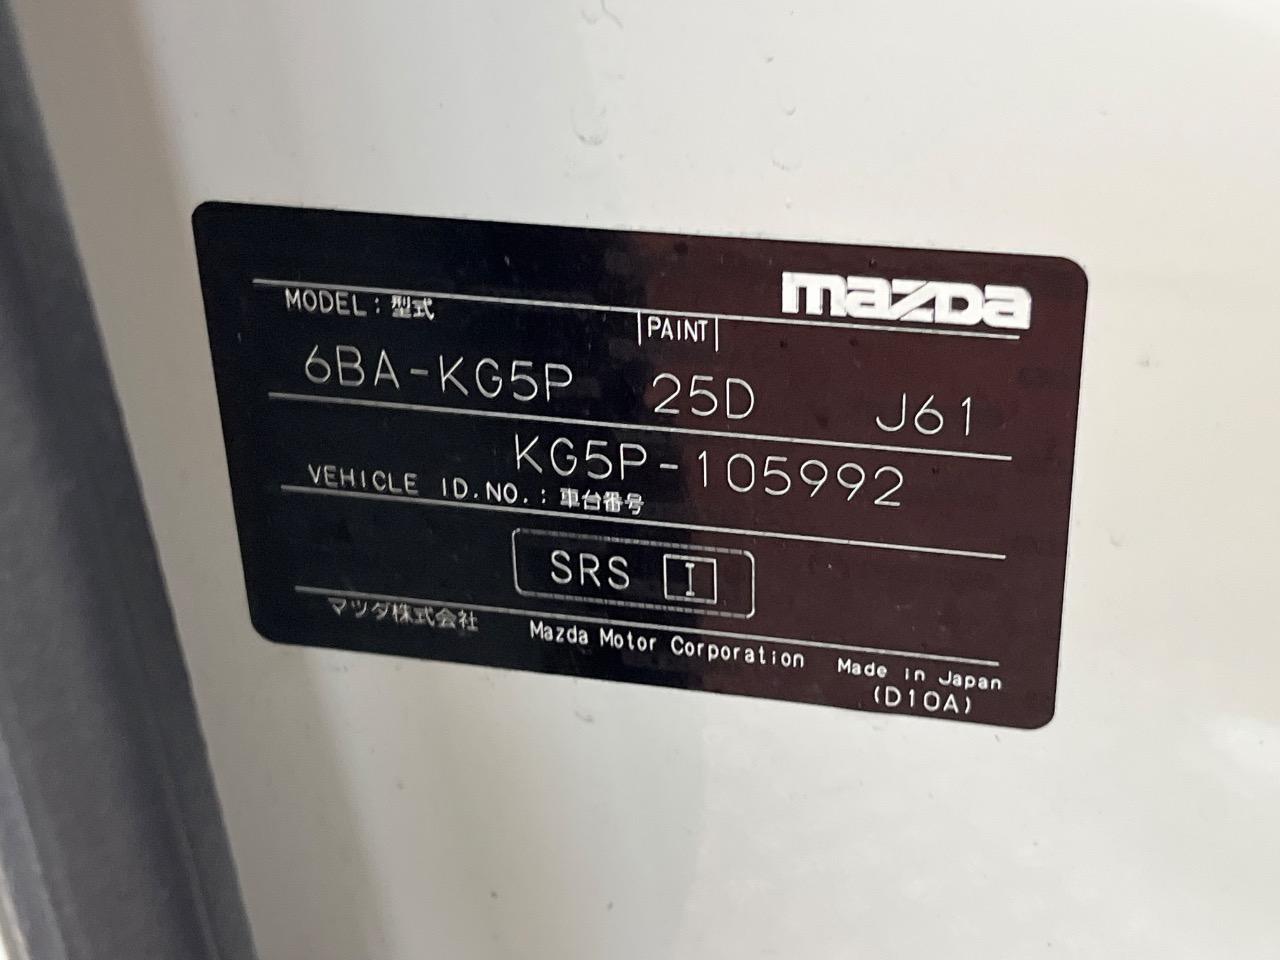 mazda
MODEL : 型式 PAINT
6BA-KG5P 25D J61
KG5P-105992
VEHICLE ID.NO. : 車台番号
SRS I
マツダ株式会社 Mazda Motor Corporation Made in Japan
(D10A)